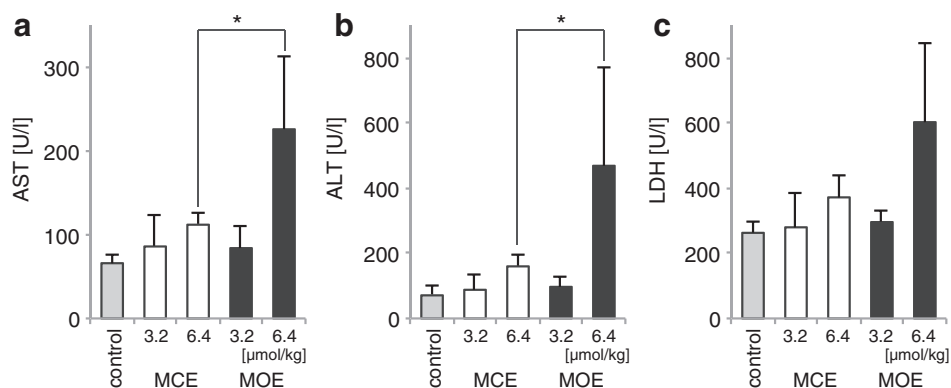 a
*
AST [U/l]
300
200
100
0
control
3.2
6.4
3.2
6.4
[µmol/kg]
MCE
MOE
b
*
ALT [U/l]
800
600
400
200
0
control
3.2
6.4
3.2
6.4
[µmol/kg]
MCE
MOE
c
LDH [U/l]
800
600
400
200
0
control
3.2
6.4
3.2
6.4
[µmol/kg]
MCE
MOE